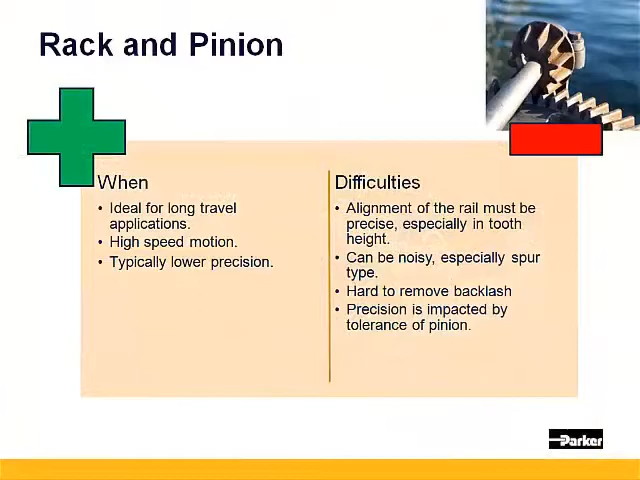 Rack and Pinion
When
• Ideal for long travel
applications.
• High speed motion.
• Typically lower precision.
Difficulties
• Alignment of the rail must be
precise, especially in tooth
height.
• Can be noisy, especially spur
type.
• Hard to remove backlash
• Precision is impacted by
tolerance of pinion.
Parker